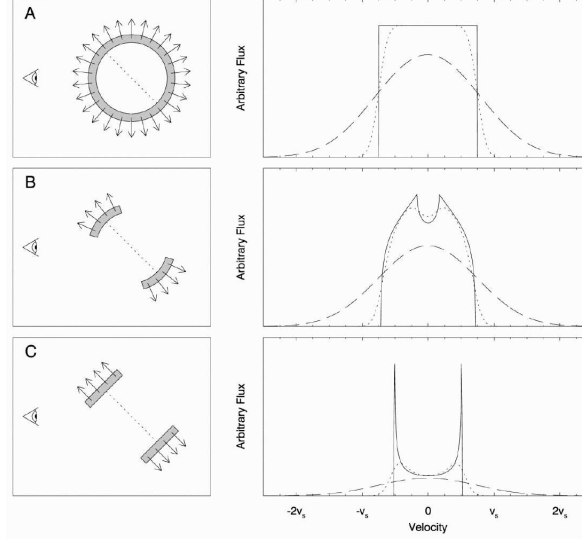 A
Arbitrary Flux
B
Arbitrary Flux
C
Arbitrary Flux
-2vs -vs 0 vs 2vs
Velocity